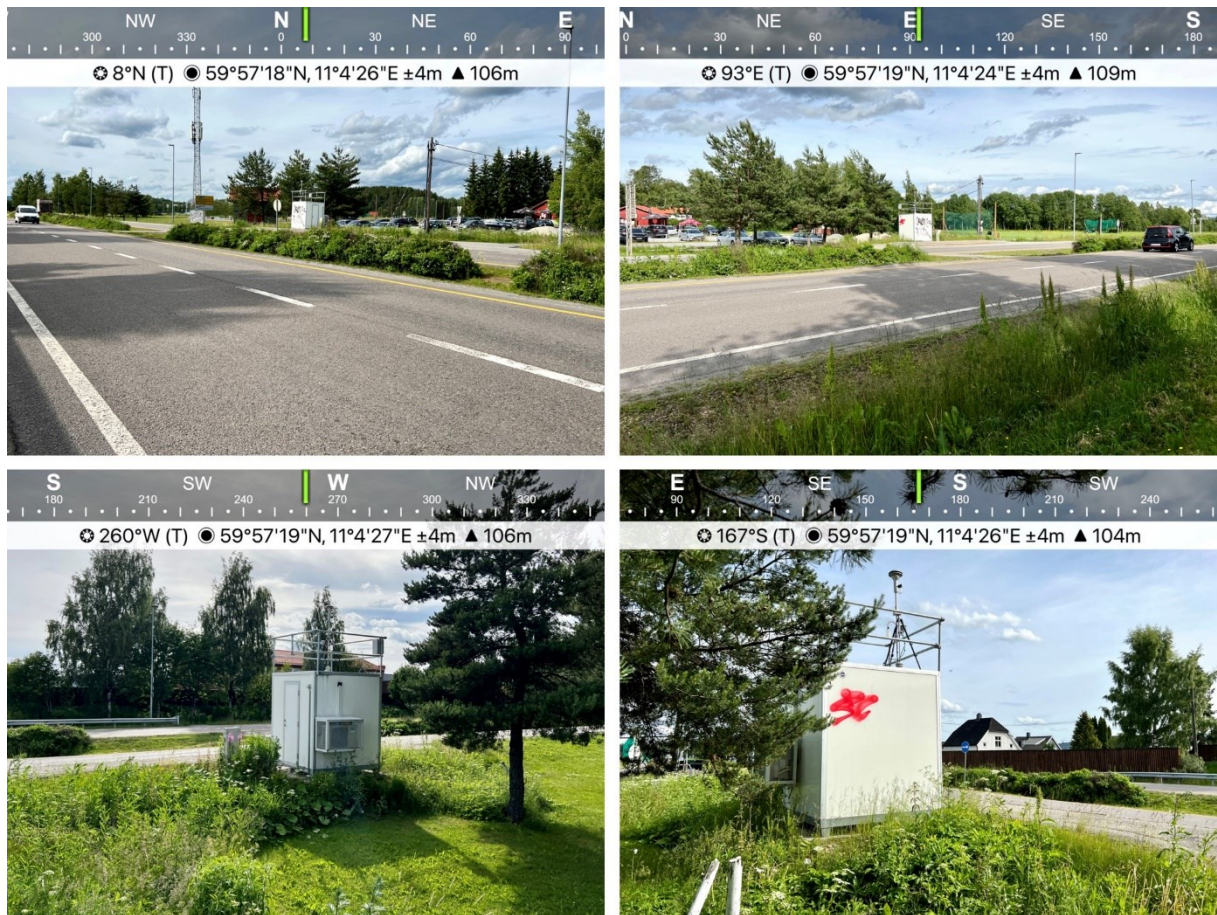 NW N NE E
300 330 0 30 60 90
8°N (T) 59°57'18"N, 11°4'26"E ±4m ▲ 106m
N NE E SE S
0 30 60 90 120 150 180
93°E (T) 59°57'19"N, 11°4'24"E ±4m ▲ 109m
S SW W NW
180 210 240 270 300 330
260°W (T) 59°57'19"N, 11°4'27"E ±4m ▲ 106m
E SE S SW
90 120 150 180 210 240
167°S (T) 59°57'19"N, 11°4'26"E ±4m ▲ 104m